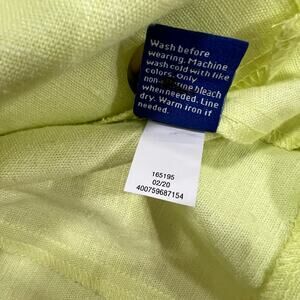 Wash before
wearing. Machine
wash cold with like
colors. Only
non-chlorine bleach
when needed. Line
dry. Warm iron if
needed.
165195
02/20
400759687154